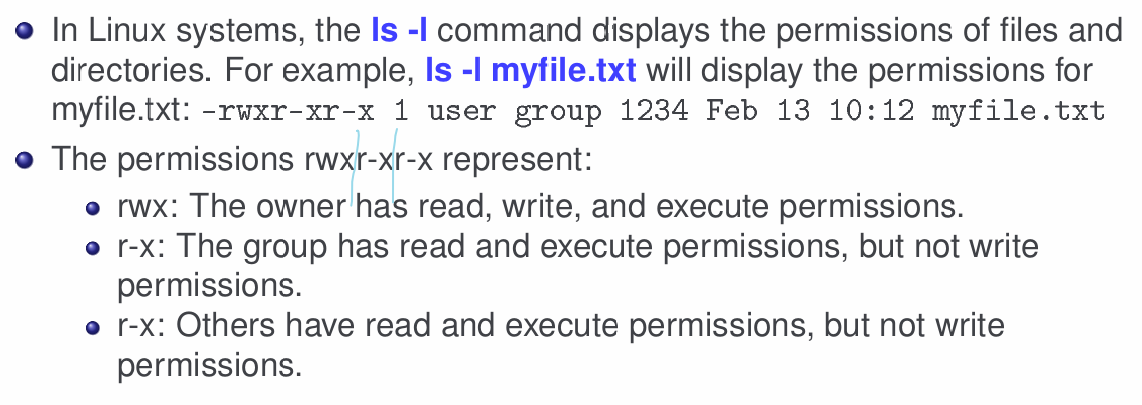 In Linux systems, the ls -l command displays the permissions of files and
directories. For example, ls -l myfile.txt will display the permissions for
myfile.txt: -rwxr-xr-x 1 user group 1234 Feb 13 10:12 myfile.txt
The permissions rwxr-xr-x represent:
rwx: The owner has read, write, and execute permissions.
r-x: The group has read and execute permissions, but not write
permissions.
r-x: Others have read and execute permissions, but not write
permissions.